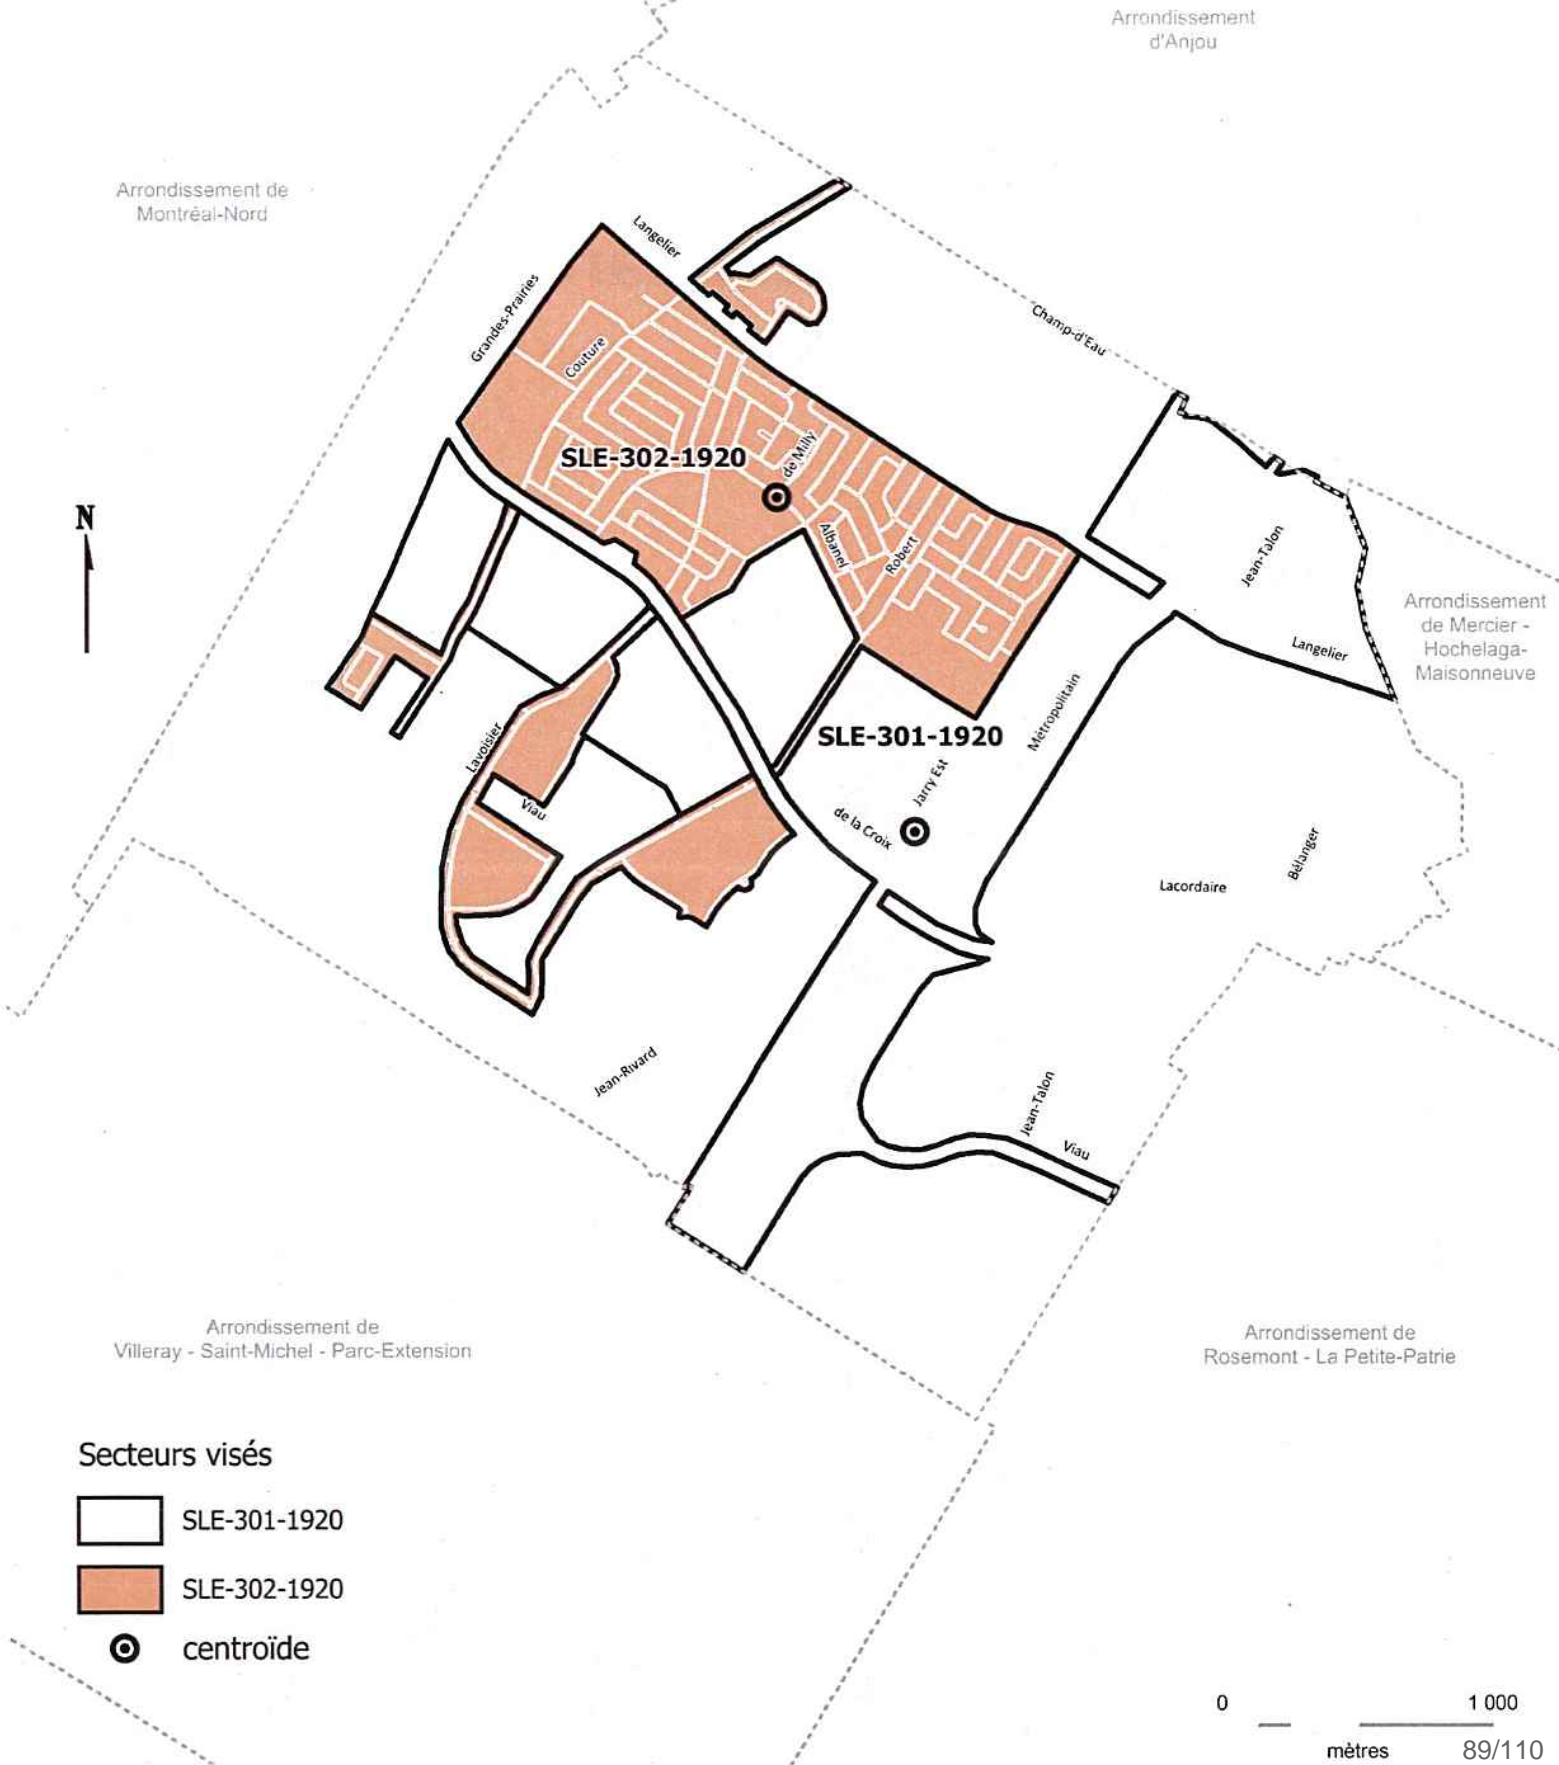 Arrondissement
d'Anjou
Arrondissement de
Montréal-Nord
Langelier
Grandes-Prairies
Champ-d'Eau
Couture
SLE-302-1920
de Milly
N
Albanel
Robert
Jean-Talon
Arrondissement
de Mercier -
Hochelaga-
Maisonneuve
Langelier
Métropolitain
SLE-301-1920
Lavoisier
Jarry Est
Viau
de la Croix
Bélanger
Lacordaire
Jean-Rivard
Jean-Talon
Viau
Arrondissement de
Villeray - Saint-Michel - Parc-Extension
Arrondissement de
Rosemont - La Petite-Patrie
Secteurs visés
SLE-301-1920
SLE-302-1920
centroïde
0 1 000
mètres
89/110